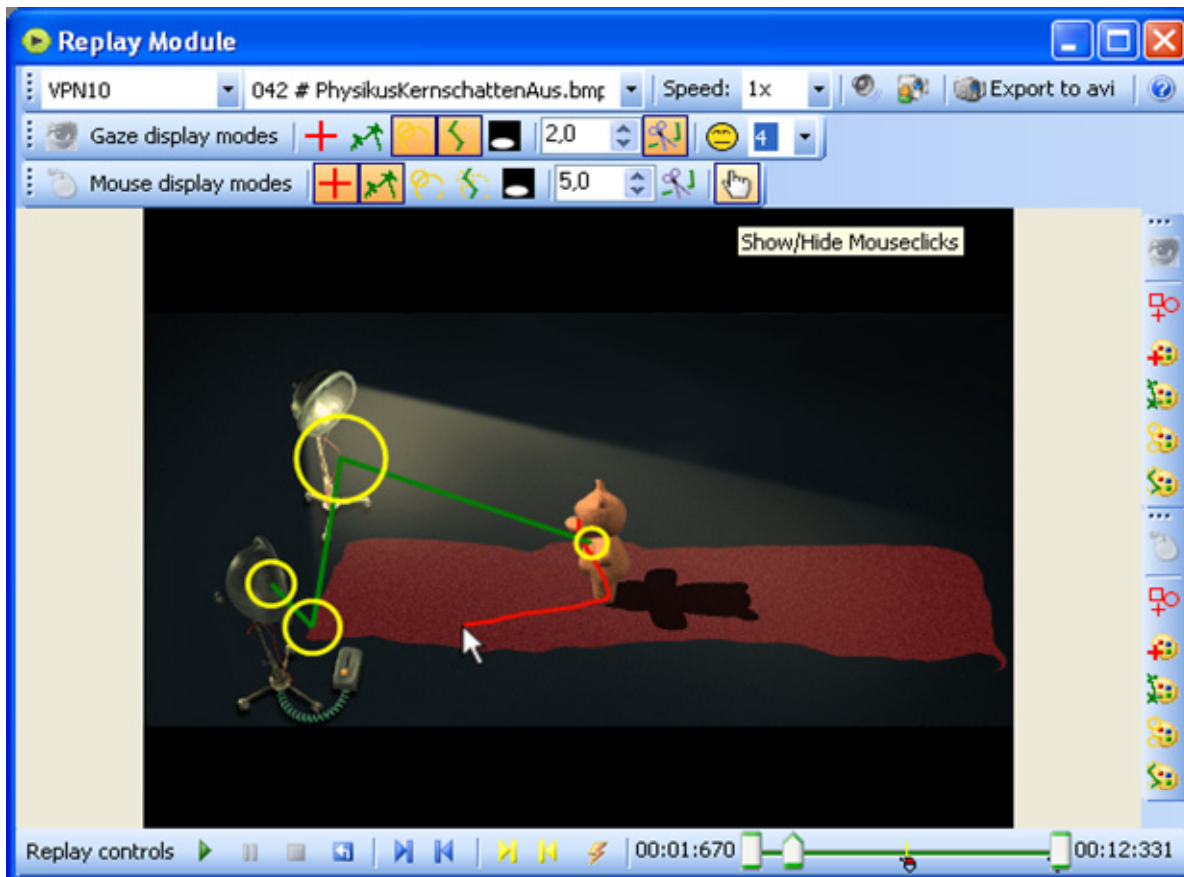 Replay Module
VPN10 042 # PhysikusKernschattenAus.bmp Speed: 1x Export to avi
Gaze display modes 2,0 4
Mouse display modes 5,0
Show/Hide Mouseclicks
Replay controls 00:01:670 00:12:331